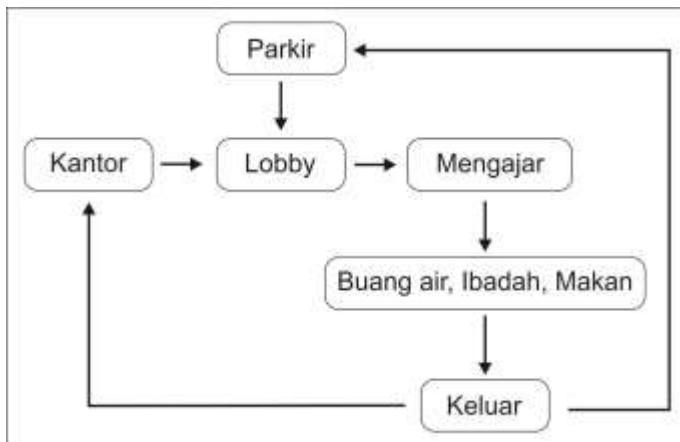 Parkir
Kantor
Lobby
Mengajar
Buang air, Ibadah, Makan
Keluar